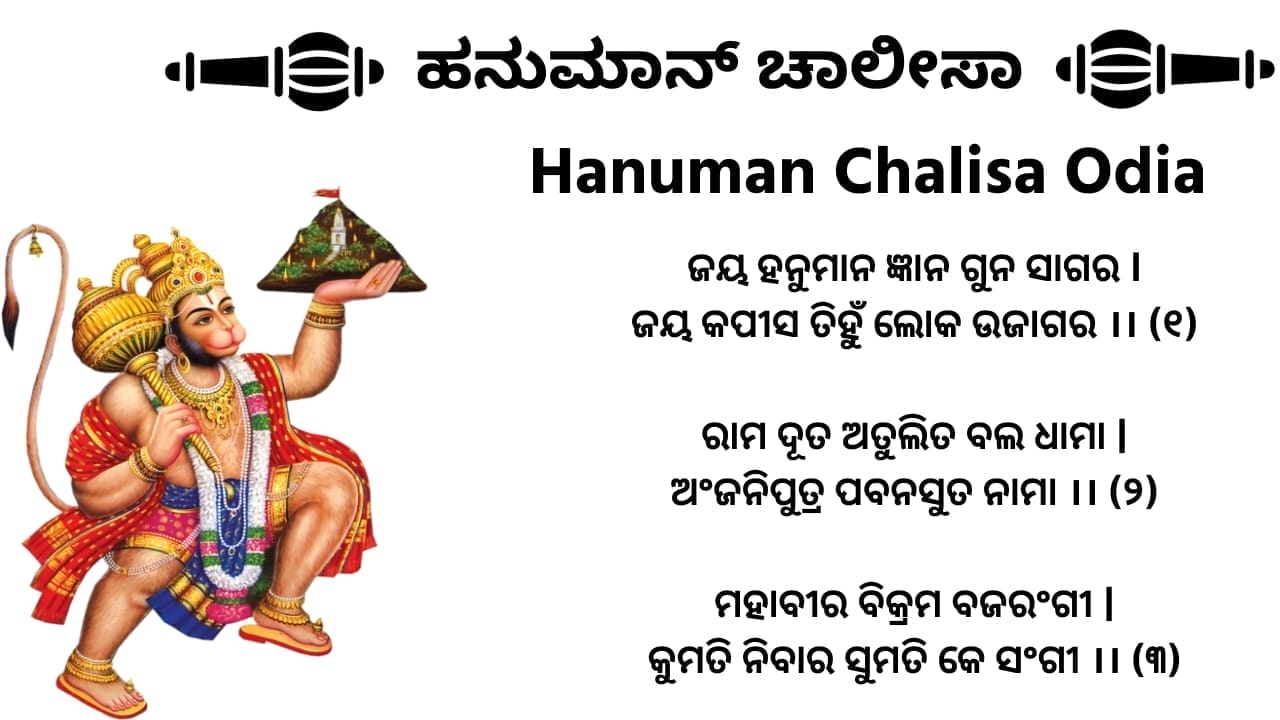 ಹನುಮಾನ್ ಚಾಲೀಸಾ
Hanuman Chalisa Odia
ଜୟ ହନୁମାନ ଜ୍ଞାନ ଗୁନ ସାଗର |
ଜୟ କପୀସ ତିହୁଁ ଲୋକ ଉଜାଗର ।। (୧)
ରାମ ଦୂତ ଅତୁଲିତ ବଲ ଧାମା |
ଅଂଜନିପୁତ୍ର ପବନସୁତ ନାମା ।। (୨)
ମହାବୀର ବିକ୍ରମ ବଜରଂଗୀ |
କୁମତି ନିବାର ସୁମତି କେ ସଂଗୀ ।। (୩)